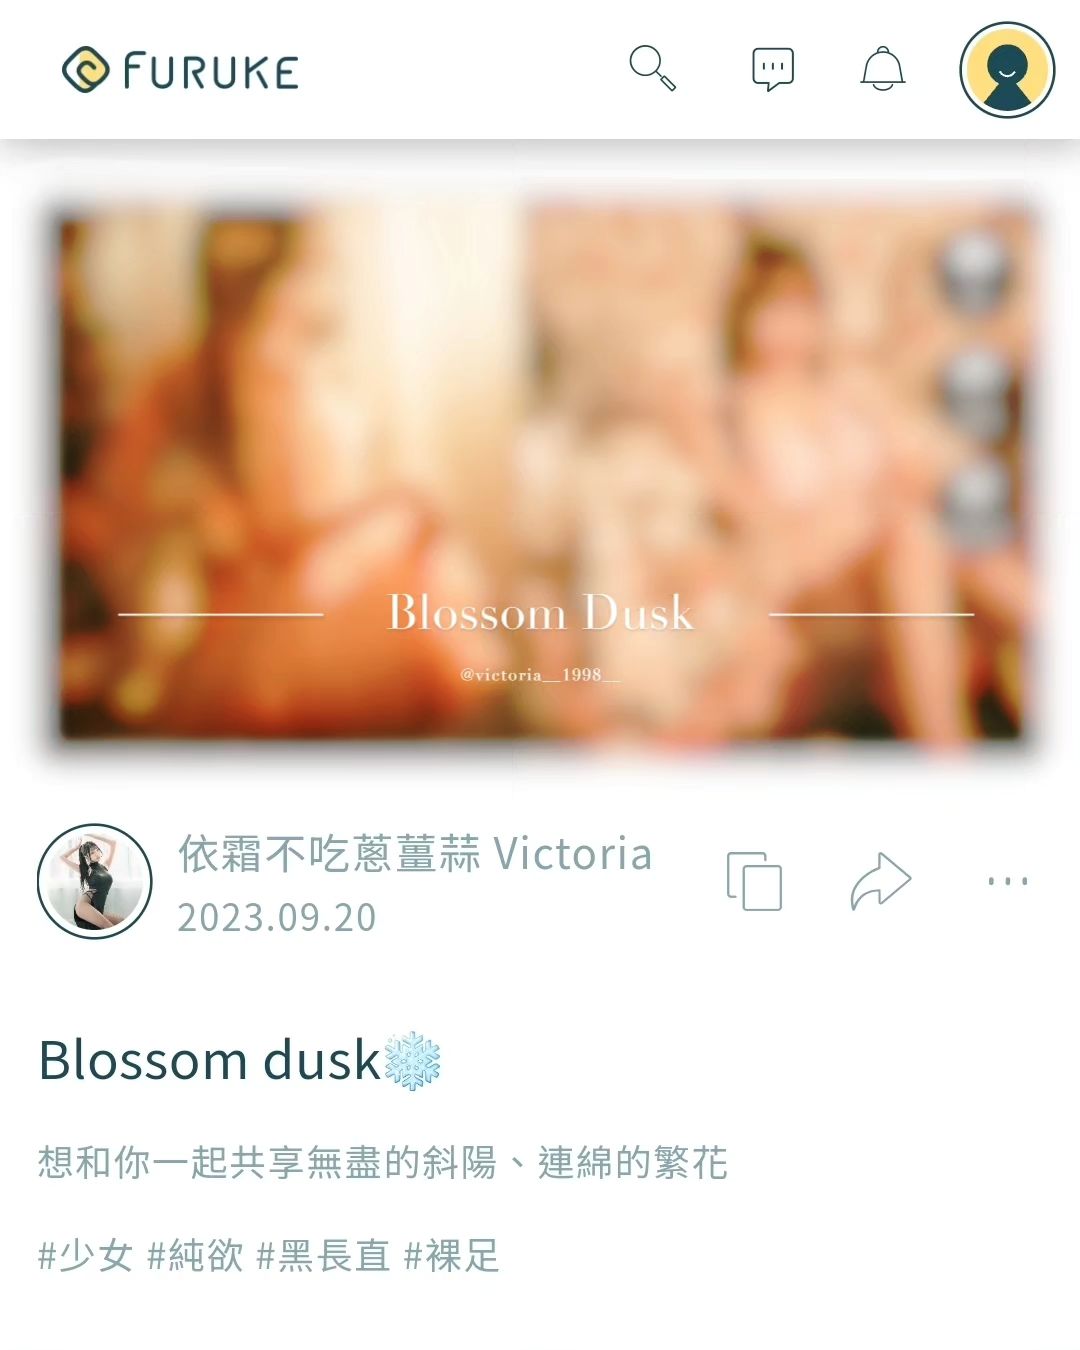 FURUKE
Blossom Dusk
@victoria__1998__
依霜不吃蔥薑蒜 Victoria
2023.09.20
Blossom dusk❄️
想和你一起共享無盡的斜陽、連綿的繁花
#少女 #純欲 #黑長直 #裸足